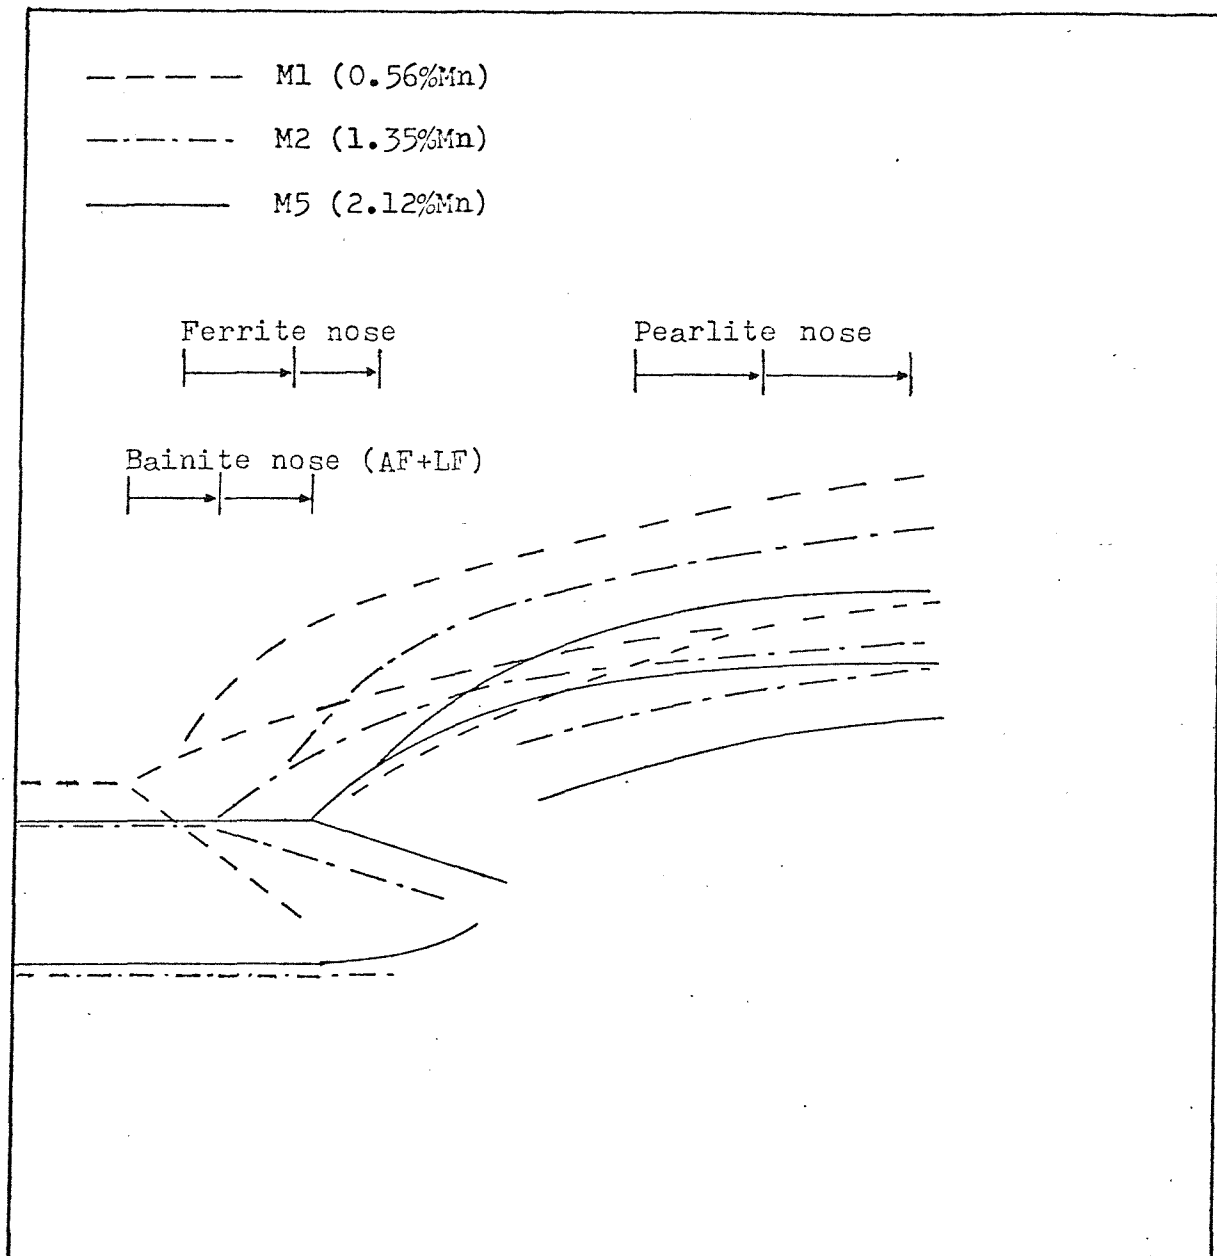 M1 (0.56%Mn)
M2 (1.35%Mn)
M5 (2.12%Mn)
Ferrite nose
Pearlite nose
Bainite nose (AF+LF)